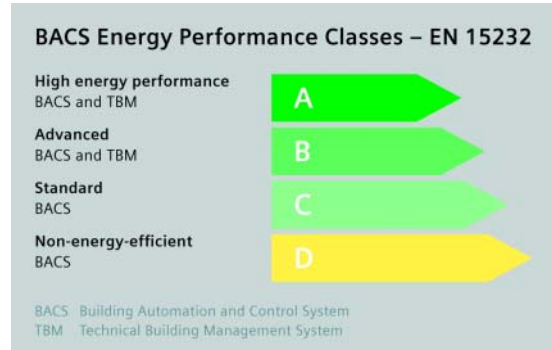 BACS Energy Performance Classes – EN 15232
High energy performance
BACS and TBM
A
Advanced
BACS and TBM
B
Standard
BACS
C
Non-energy-efficient
BACS
D
BACS Building Automation and Control System
TBM Technical Building Management System